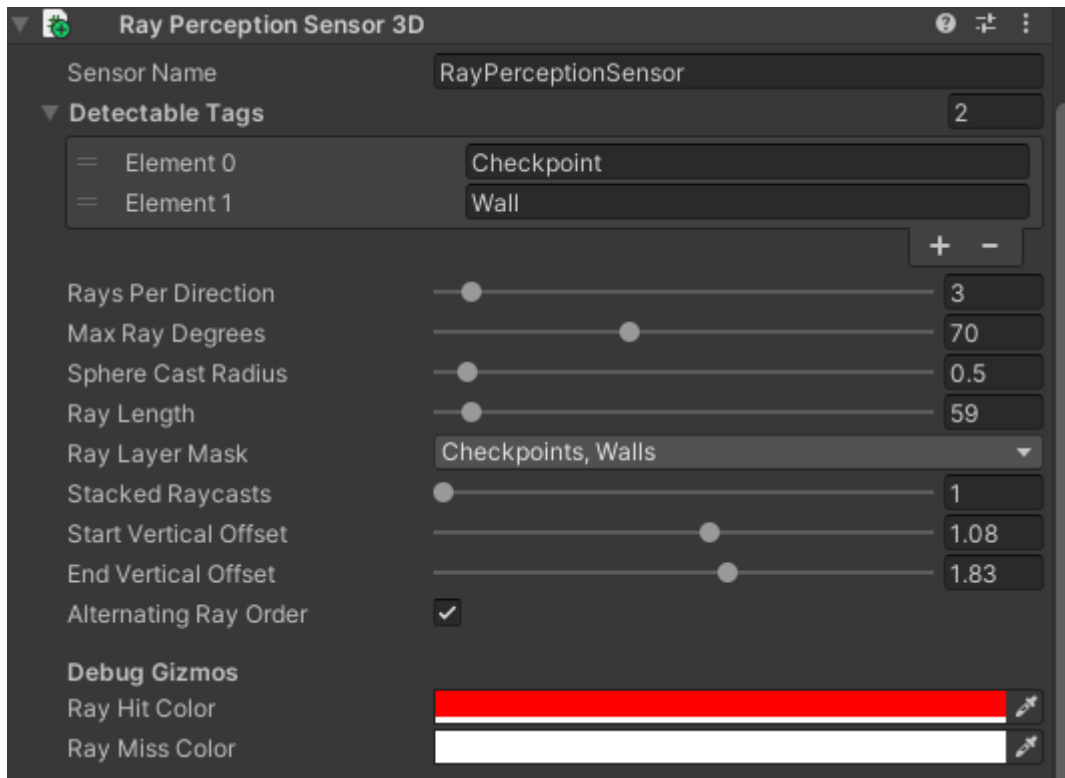 Ray Perception Sensor 3D
Sensor Name RayPerceptionSensor
Detectable Tags 2
Element 0 Checkpoint
Element 1 Wall
Rays Per Direction 3
Max Ray Degrees 70
Sphere Cast Radius 0.5
Ray Length 59
Ray Layer Mask Checkpoints, Walls
Stacked Raycasts 1
Start Vertical Offset 1.08
End Vertical Offset 1.83
Alternating Ray Order
Debug Gizmos
Ray Hit Color
Ray Miss Color